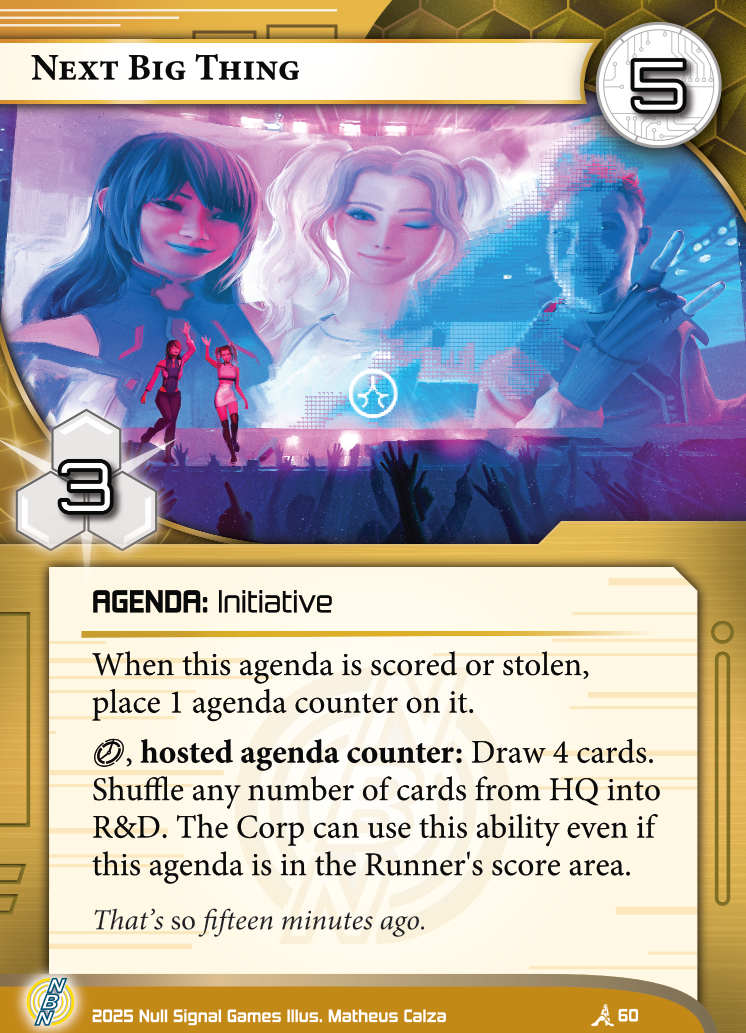 Next Big Thing
5
3
AGENDA: Initiative
When this agenda is scored or stolen,
place 1 agenda counter on it.
, hosted agenda counter: Draw 4 cards.
Shuffle any number of cards from HQ into
R&D. The Corp can use this ability even if
this agenda is in the Runner's score area.
That's so fifteen minutes ago.
NBN
2025 Null Signal Games Illus. Matheus Calza
60